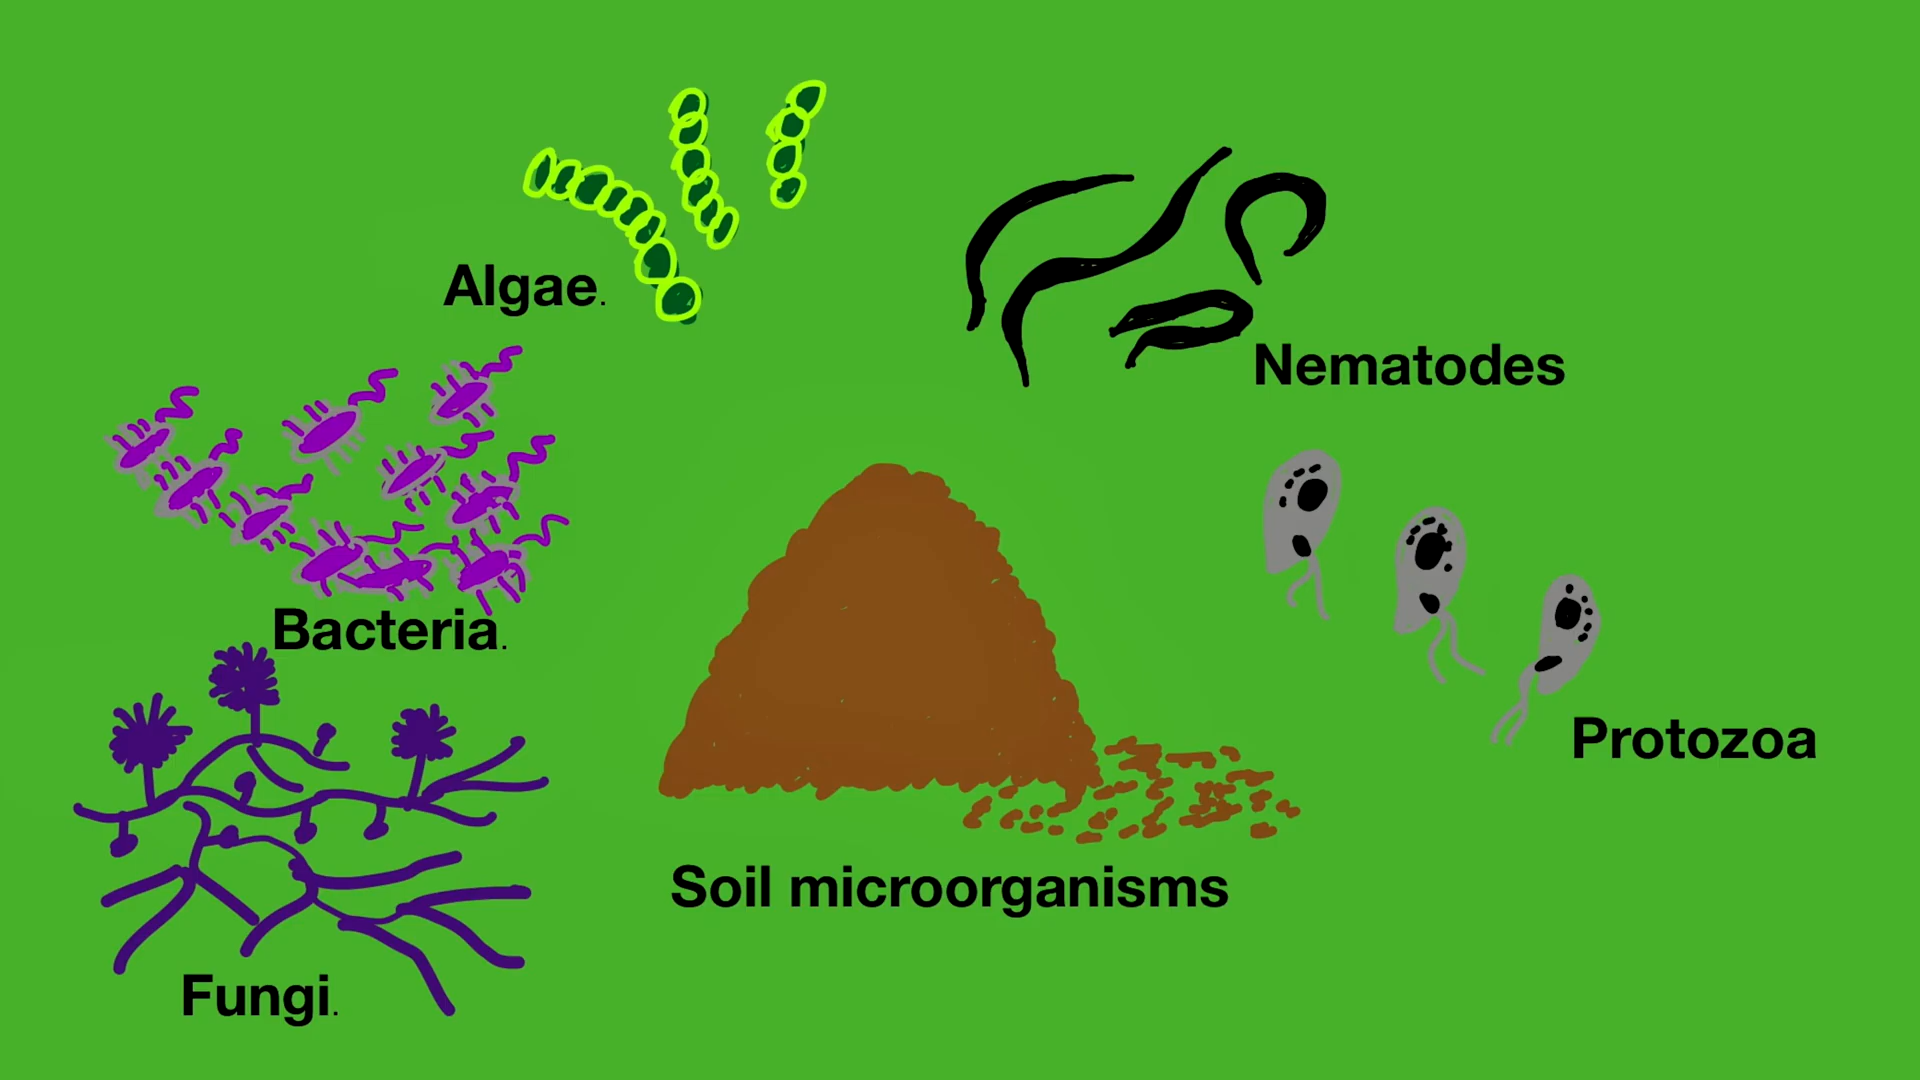 Algae.
Nematodes
Bacteria.
Protozoa
Soil microorganisms
Fungi.